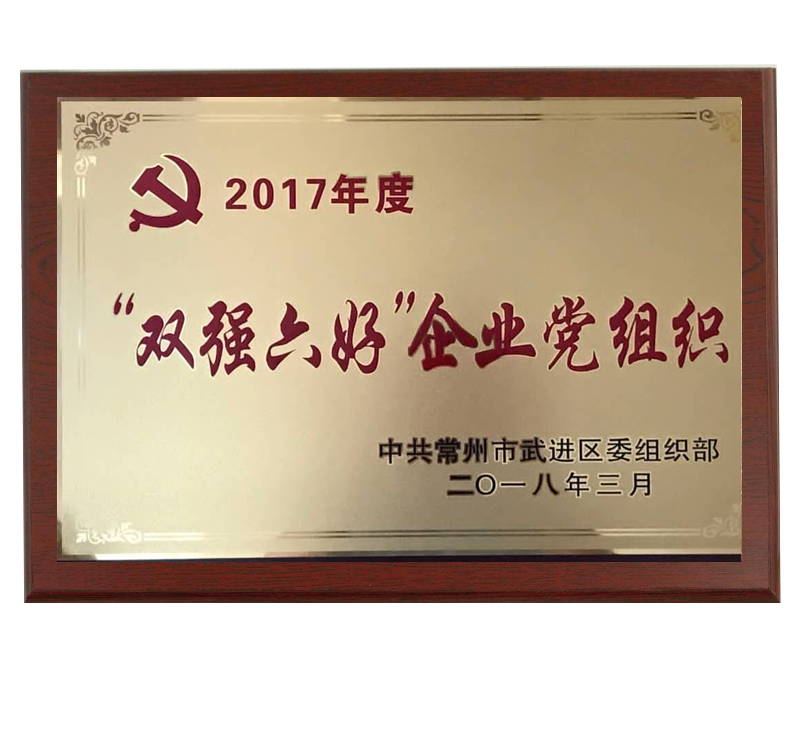 2017年度
“双强六好”企业党组织
中共常州市武进区委组织部
二〇一八年三月